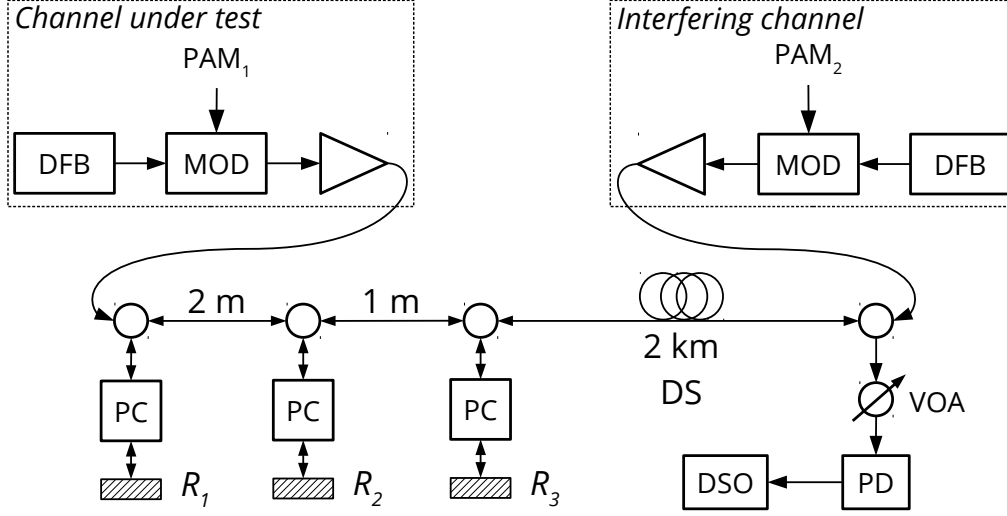 Channel under test
Interfering channel
PAM1
PAM2
DFB
MOD
MOD
DFB
2 m
1 m
2 km
DS
PC
PC
PC
VOA
R1
R2
R3
DSO
PD